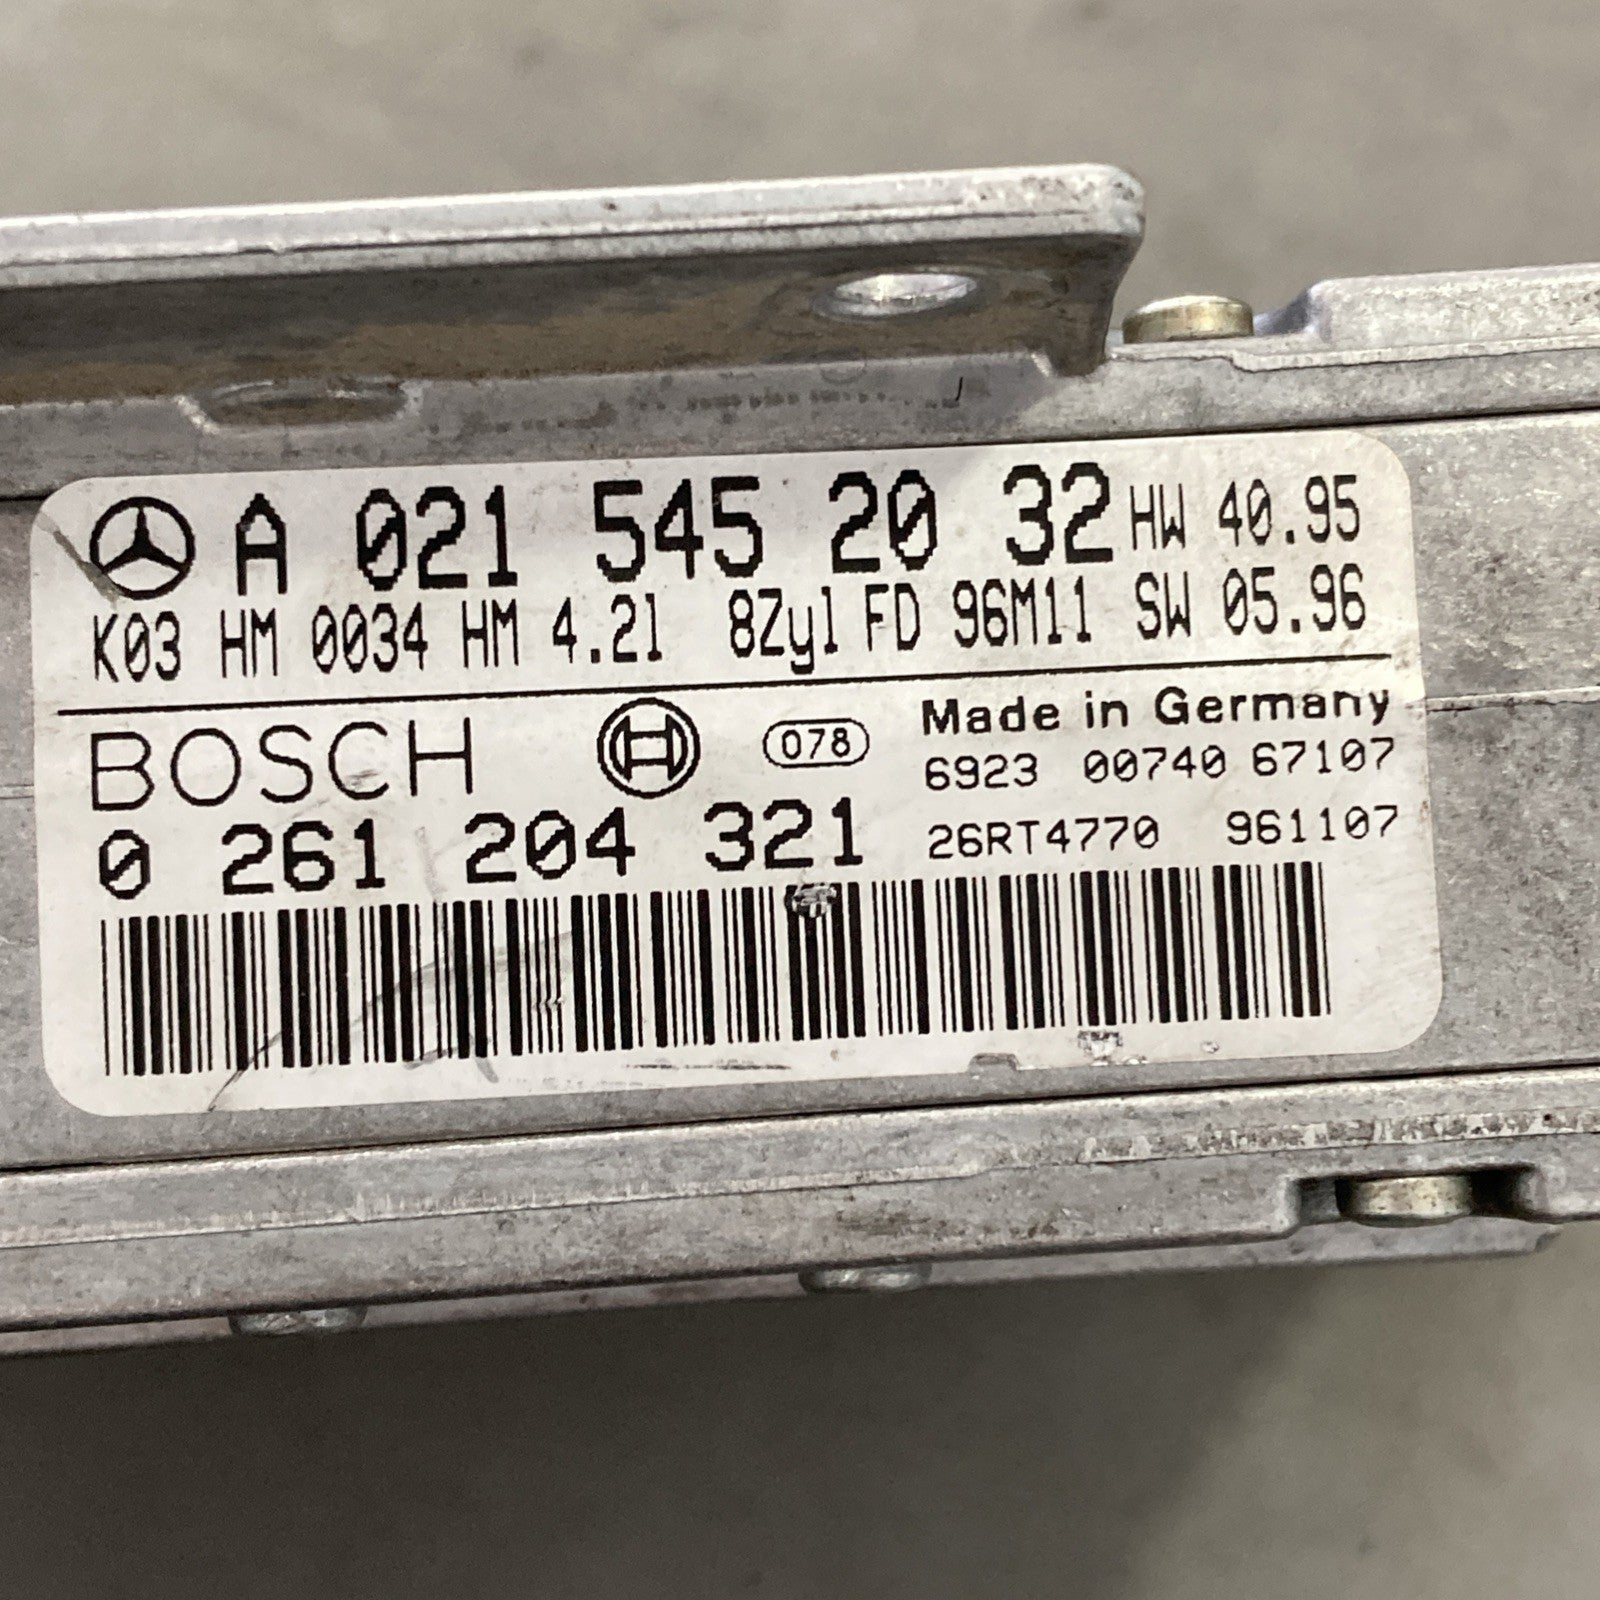 A 021 545 20 32 HW 40.95
K03 HM 0034 HM 4.2l 8Zyl FD 96M11 SW 05.96
BOSCH 078 Made in Germany
6923 00740 67107
0 261 204 321 26RT4770 961107